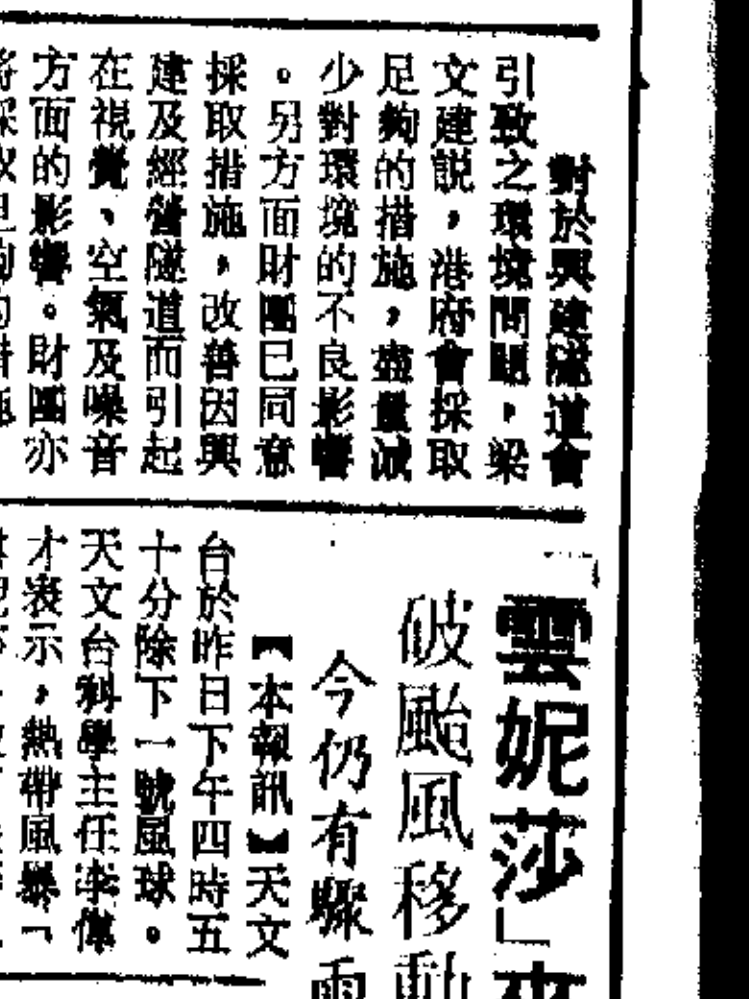 對於興建隧道會
引致之環境問題，梁
文建説，港府會採取
足夠的措施，盡量減
少對環境的不良影響
。另方面財團已同意
採取措施，改善因興
建及經營隧道而引起
在視覺、空氣及噪音
方面的影響。財團亦
「雲妮莎」來
破颱風移動
今仍有驟雨
【本報訊】天文
台於昨日下午四時五
十分除下一號風球。
天文台科學主任李偉
才表示，熱帶風暴「